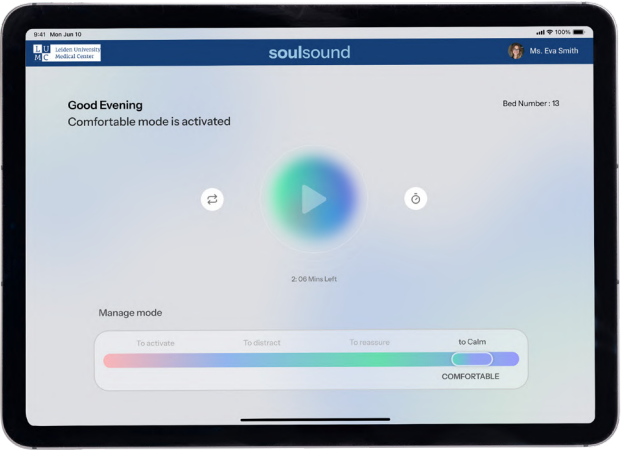 9:41 Mon Jun 10
100%
L U
M C
Leiden University
Medical Center
soulsound
Ms. Eva Smith
Good Evening
Comfortable mode is activated
Bed Number : 13
2: 06 Mins Left
Manage mode
To activate
To distract
To reassure
to Calm
COMFORTABLE